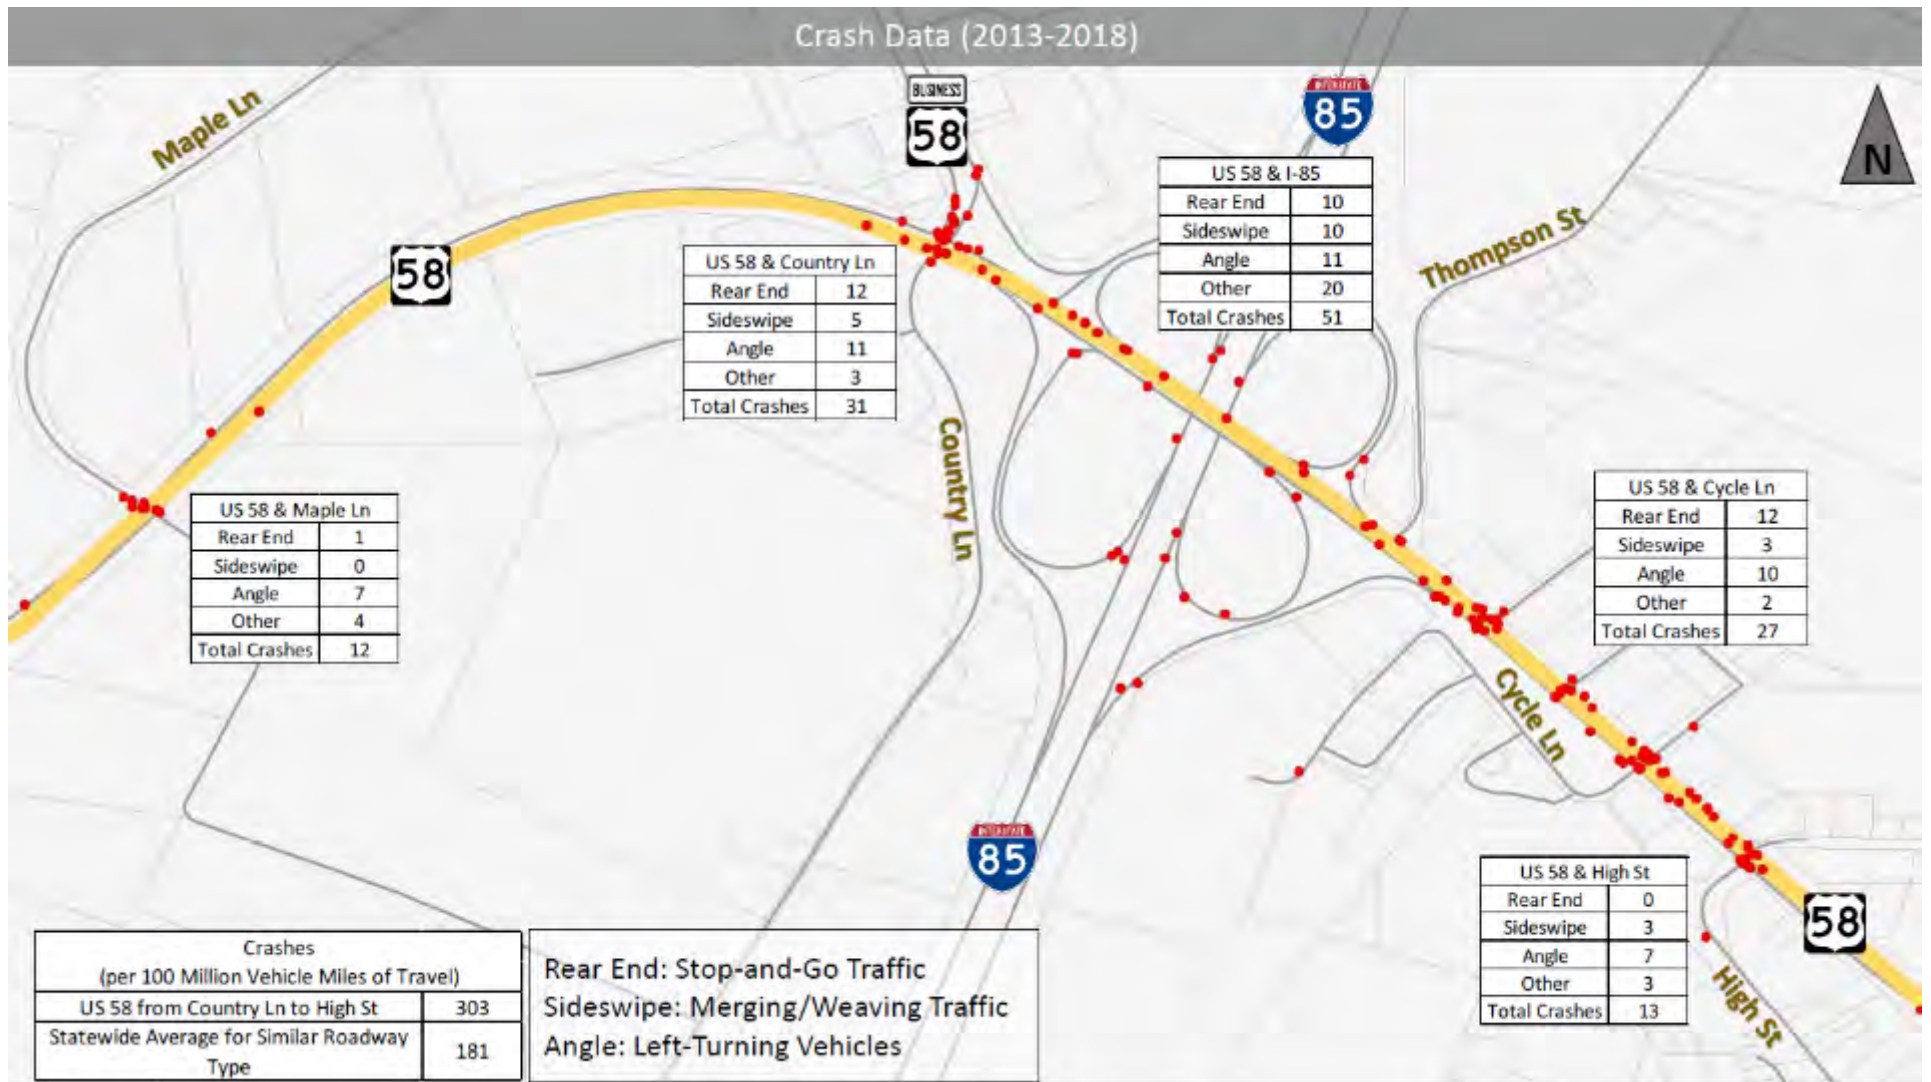 Crash Data (2013-2018)
Maple Ln
BUSINESS
58
INTERSTATE
85
N
58
Thompson St
US 58 & I-85
Rear End 10
Sideswipe 10
Angle 11
Other 20
Total Crashes 51
US 58 & Country Ln
Rear End 12
Sideswipe 5
Angle 11
Other 3
Total Crashes 31
Country Ln
US 58 & Maple Ln
Rear End 1
Sideswipe 0
Angle 7
Other 4
Total Crashes 12
US 58 & Cycle Ln
Rear End 12
Sideswipe 3
Angle 10
Other 2
Total Crashes 27
Cycle Ln
INTERSTATE
85
US 58 & High St
Rear End 0
Sideswipe 3
Angle 7
Other 3
Total Crashes 13
58
High St
Crashes
(per 100 Million Vehicle Miles of Travel)
US 58 from Country Ln to High St 303
Statewide Average for Similar Roadway
Type 181
Rear End: Stop-and-Go Traffic
Sideswipe: Merging/Weaving Traffic
Angle: Left-Turning Vehicles